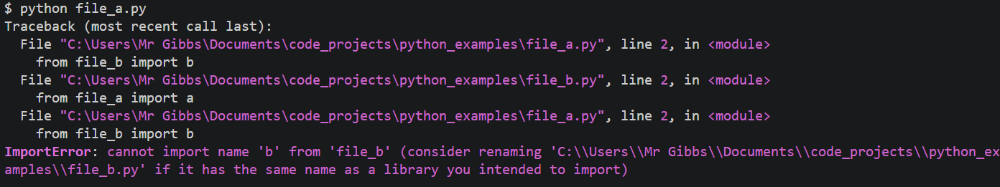 $ python file_a.py
Traceback (most recent call last):
  File "C:\Users\Mr Gibbs\Documents\code_projects\python_examples\file_a.py", line 2, in <module>
    from file_b import b
  File "C:\Users\Mr Gibbs\Documents\code_projects\python_examples\file_b.py", line 2, in <module>
    from file_a import a
  File "C:\Users\Mr Gibbs\Documents\code_projects\python_examples\file_a.py", line 2, in <module>
    from file_b import b
ImportError: cannot import name 'b' from 'file_b' (consider renaming 'C:\\Users\\Mr Gibbs\\Documents\\code_projects\\python_ex
amples\\file_b.py' if it has the same name as a library you intended to import)